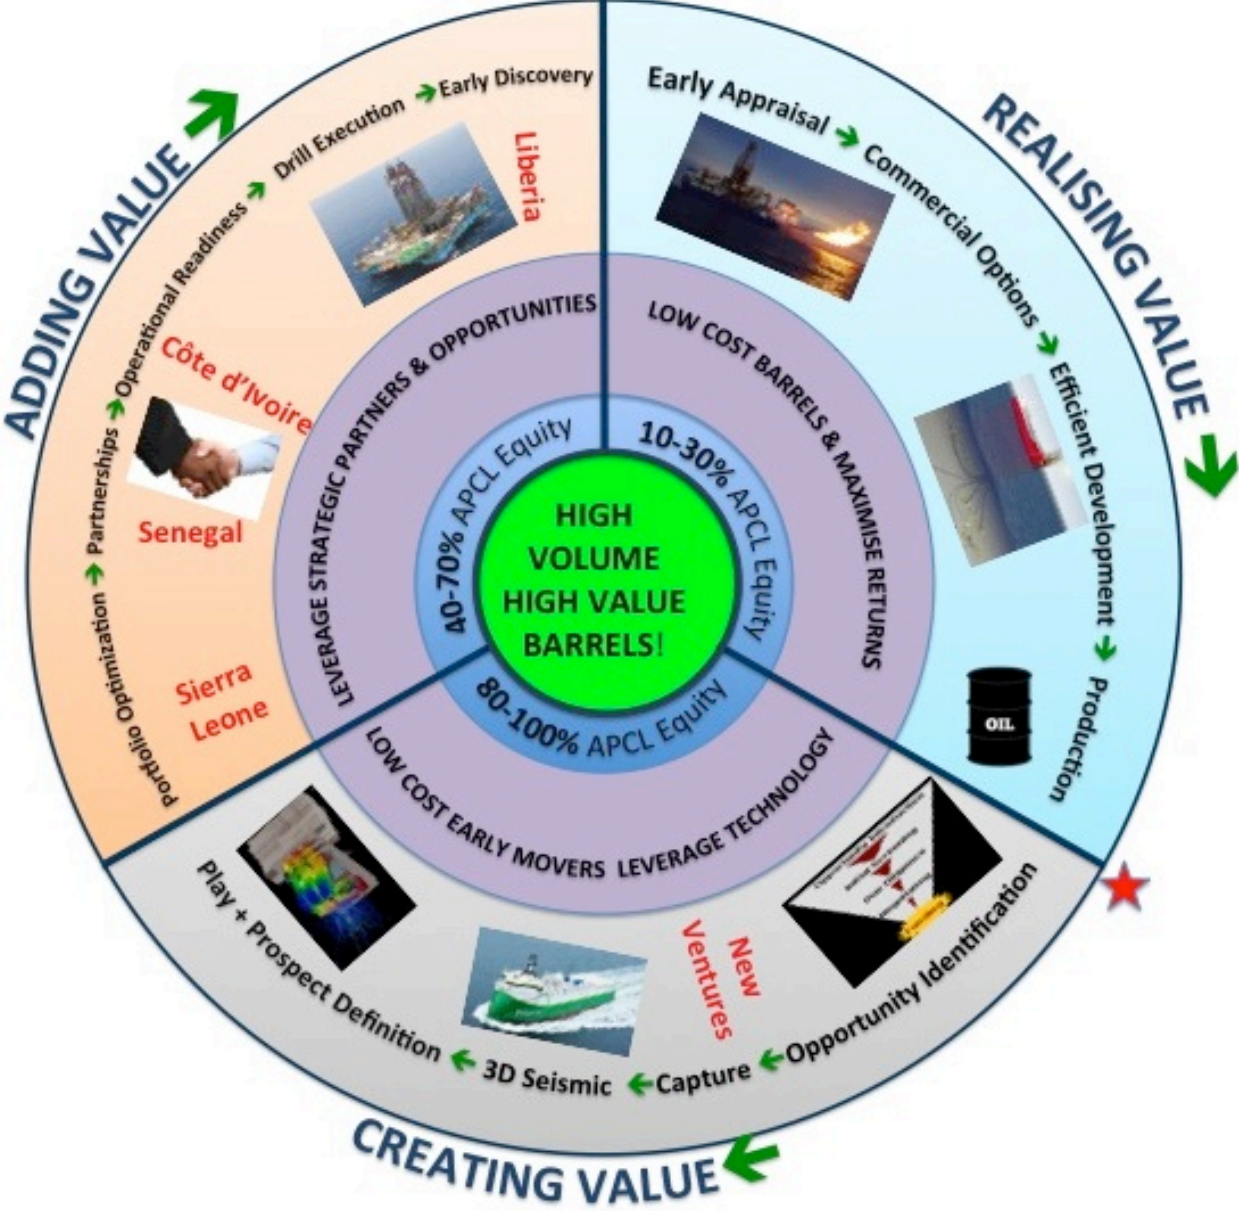 ADDING VALUE
Portfolio Optimization
Partnerships
Operational Readiness
Drill Execution
Early Discovery
Liberia
Côte d’Ivoire
Senegal
Sierra
Leone
LEVERAGE STRATEGIC PARTNERS & OPPORTUNITIES
40-70% APCL Equity
REALISING VALUE
Early Appraisal
Commercial Options
Efficient Development
Production
OIL
LOW COST BARRELS & MAXIMISE RETURNS
10-30% APCL Equity
HIGH
VOLUME
HIGH VALUE
BARRELS!
80-100% APCL Equity
LOW COST EARLY MOVERS LEVERAGE TECHNOLOGY
New
Ventures
Opportunity Identification
Capture
3D Seismic
Play + Prospect Definition
CREATING VALUE